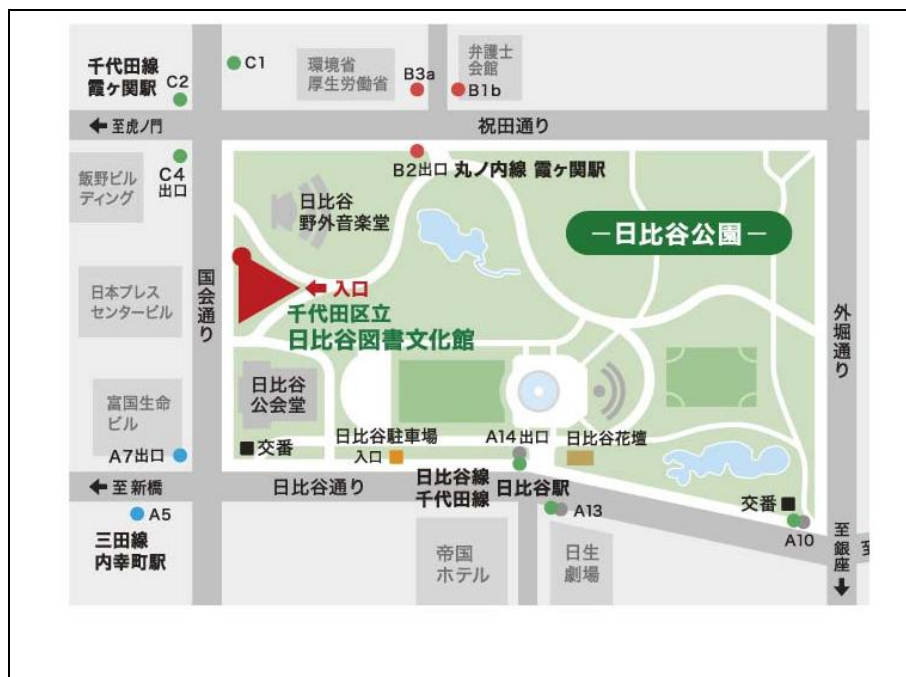 千代田線
霞ヶ関駅
C2
C1
環境省
厚生労働省
B3a
弁護士
会館
B1b
←至虎ノ門
祝田通り
飯野ビル
ディング
C4
出口
B2出口 丸ノ内線 霞ヶ関駅
日比谷
野外音楽堂
－日比谷公園－
日本プレス
センタービル
国会通り
←入口
千代田区立
日比谷図書文化館
外堀通り
富国生命
ビル
日比谷
公会堂
A7出口
■交番
日比谷駐車場
入口
A14出口
日比谷花壇
←至新橋
日比谷通り
日比谷線
千代田線
日比谷駅
交番■
A5
A13
A10
三田線
内幸町駅
帝国
ホテル
日生
劇場
至銀座↓
至